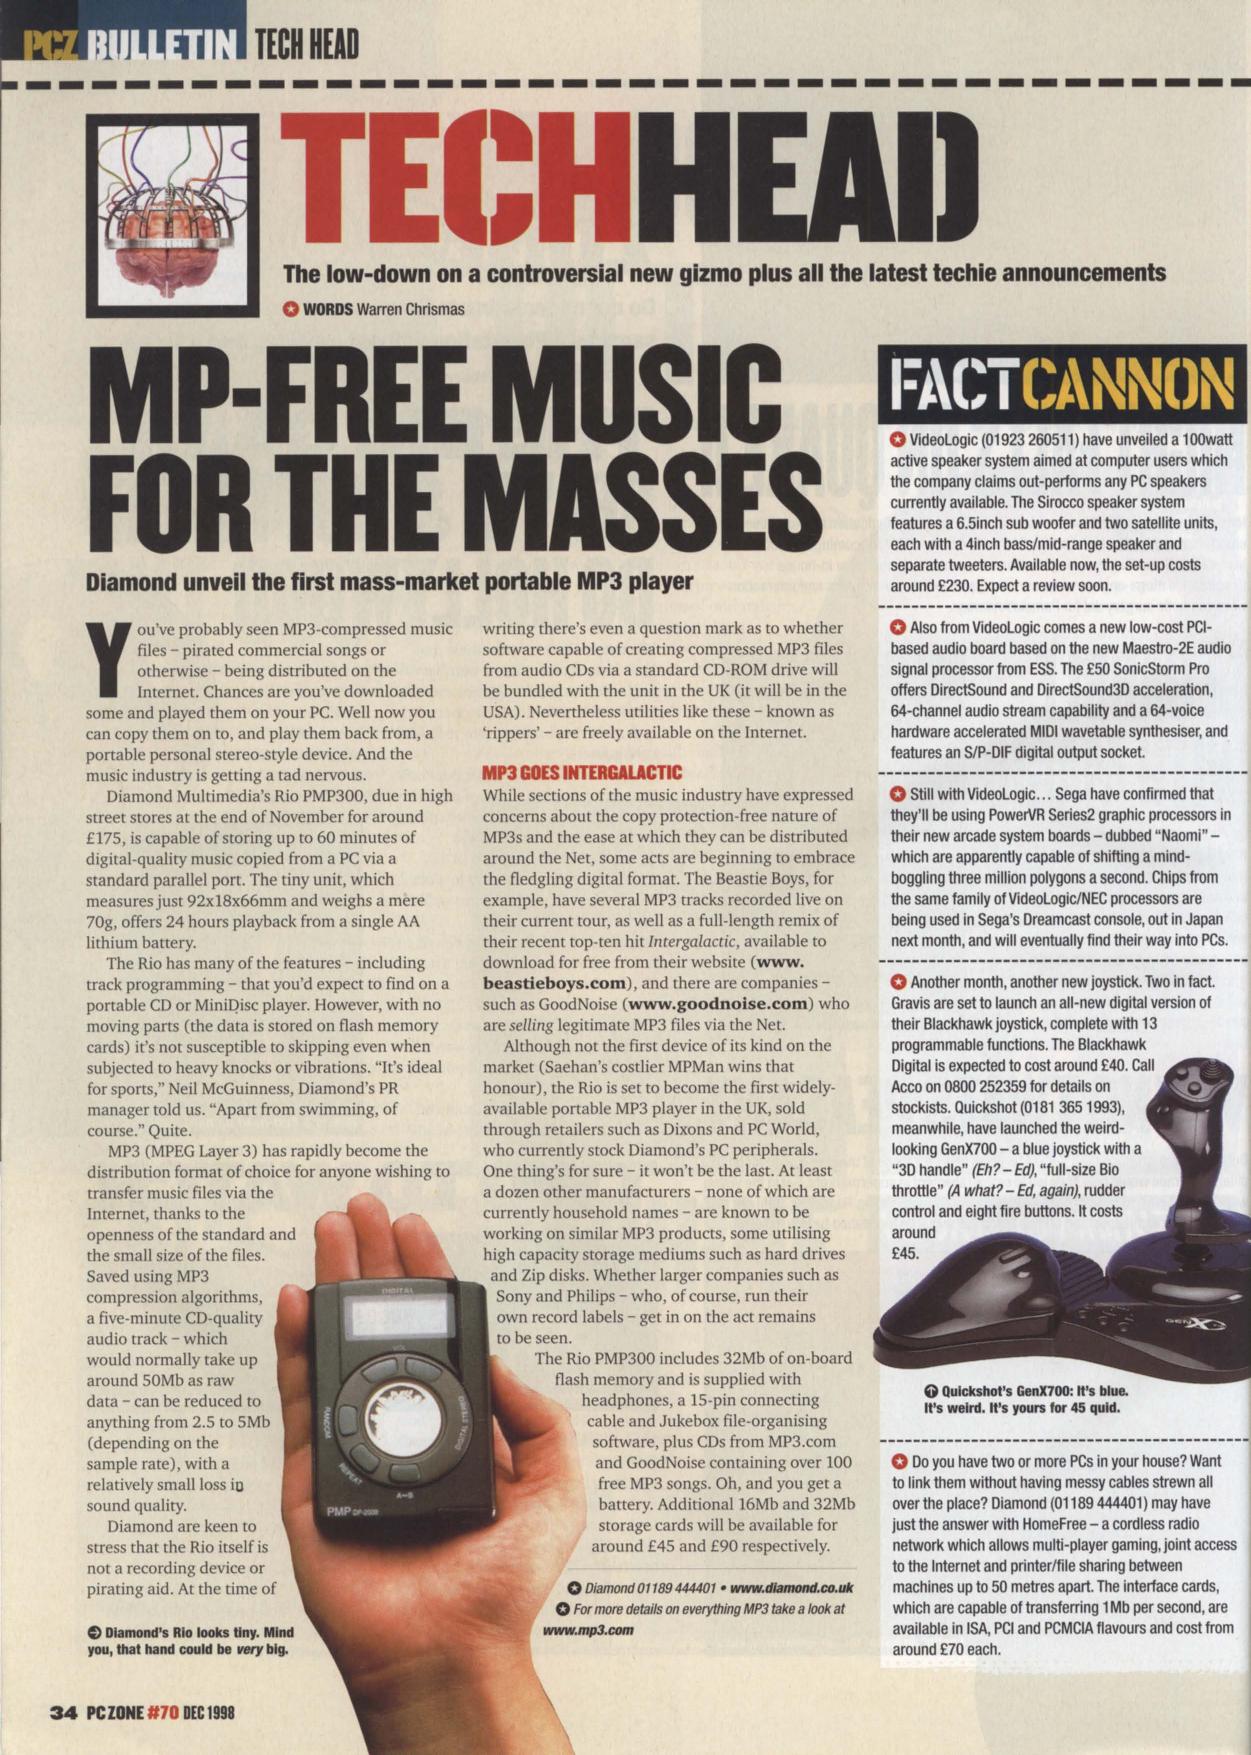 PCZ BULLETIN TECH HEAD
TECHHEAD
The low-down on a controversial new gizmo plus all the latest techie announcements
WORDS Warren Chrismas
MP-FREE MUSIC
FOR THE MASSES
Diamond unveil the first mass-market portable MP3 player
You've probably seen MP3-compressed music
files – pirated commercial songs or
otherwise – being distributed on the
Internet. Chances are you've downloaded
some and played them on your PC. Well now you
can copy them on to, and play them back from, a
portable personal stereo-style device. And the
music industry is getting a tad nervous.
Diamond Multimedia's Rio PMP300, due in high
street stores at the end of November for around
£175, is capable of storing up to 60 minutes of
digital-quality music copied from a PC via a
standard parallel port. The tiny unit, which
measures just 92x18x66mm and weighs a mere
70g, offers 24 hours playback from a single AA
lithium battery.
The Rio has many of the features – including
track programming – that you'd expect to find on a
portable CD or MiniDisc player. However, with no
moving parts (the data is stored on flash memory
cards) it's not susceptible to skipping even when
subjected to heavy knocks or vibrations. "It's ideal
for sports," Neil McGuinness, Diamond's PR
manager told us. "Apart from swimming, of
course." Quite.
MP3 (MPEG Layer 3) has rapidly become the
distribution format of choice for anyone wishing to
transfer music files via the
Internet, thanks to the
openness of the standard and
the small size of the files.
Saved using MP3
compression algorithms,
a five-minute CD-quality
audio track – which
would normally take up
around 50Mb as raw
data – can be reduced to
anything from 2.5 to 5Mb
(depending on the
sample rate), with a
relatively small loss in
sound quality.
Diamond are keen to
stress that the Rio itself is
not a recording device or
pirating aid. At the time of
writing there's even a question mark as to whether
software capable of creating compressed MP3 files
from audio CDs via a standard CD-ROM drive will
be bundled with the unit in the UK (it will be in the
USA). Nevertheless utilities like these – known as
'rippers' – are freely available on the Internet.
MP3 GOES INTERGALACTIC
While sections of the music industry have expressed
concerns about the copy protection-free nature of
MP3s and the ease at which they can be distributed
around the Net, some acts are beginning to embrace
the fledgling digital format. The Beastie Boys, for
example, have several MP3 tracks recorded live on
their current tour, as well as a full-length remix of
their recent top-ten hit Intergalactic, available to
download for free from their website (www.
beastieboys.com), and there are companies –
such as GoodNoise (www.goodnoise.com) who
are selling legitimate MP3 files via the Net.
Although not the first device of its kind on the
market (Saehan's costlier MPMan wins that
honour), the Rio is set to become the first widely-
available portable MP3 player in the UK, sold
through retailers such as Dixons and PC World,
who currently stock Diamond's PC peripherals.
One thing's for sure – it won't be the last. At least
a dozen other manufacturers – none of which are
currently household names – are known to be
working on similar MP3 products, some utilising
high capacity storage mediums such as hard drives
and Zip disks. Whether larger companies such as
Sony and Philips – who, of course, run their
own record labels – get in on the act remains
to be seen.
The Rio PMP300 includes 32Mb of on-board
flash memory and is supplied with
headphones, a 15-pin connecting
cable and Jukebox file-organising
software, plus CDs from MP3.com
and GoodNoise containing over 100
free MP3 songs. Oh, and you get a
battery. Additional 16Mb and 32Mb
storage cards will be available for
around £45 and £90 respectively.
Diamond 01189 444401 • www.diamond.co.uk
For more details on everything MP3 take a look at
www.mp3.com
DIGITAL
VOL
RANDOM
REPEAT
A↔B
DIGITAL
PMP DP-2009
Diamond's Rio looks tiny. Mind
you, that hand could be very big.
FACTCANNON
VideoLogic (01923 260511) have unveiled a 100watt
active speaker system aimed at computer users which
the company claims out-performs any PC speakers
currently available. The Sirocco speaker system
features a 6.5inch sub woofer and two satellite units,
each with a 4inch bass/mid-range speaker and
separate tweeters. Available now, the set-up costs
around £230. Expect a review soon.
Also from VideoLogic comes a new low-cost PCI-
based audio board based on the new Maestro-2E audio
signal processor from ESS. The £50 SonicStorm Pro
offers DirectSound and DirectSound3D acceleration,
64-channel audio stream capability and a 64-voice
hardware accelerated MIDI wavetable synthesiser, and
features an S/P-DIF digital output socket.
Still with VideoLogic... Sega have confirmed that
they'll be using PowerVR Series2 graphic processors in
their new arcade system boards – dubbed "Naomi" –
which are apparently capable of shifting a mind-
boggling three million polygons a second. Chips from
the same family of VideoLogic/NEC processors are
being used in Sega's Dreamcast console, out in Japan
next month, and will eventually find their way into PCs.
Another month, another new joystick. Two in fact.
Gravis are set to launch an all-new digital version of
their Blackhawk joystick, complete with 13
programmable functions. The Blackhawk
Digital is expected to cost around £40. Call
Acco on 0800 252359 for details on
stockists. Quickshot (0181 365 1993),
meanwhile, have launched the weird-
looking GenX700 – a blue joystick with a
"3D handle" (Eh? – Ed), "full-size Bio
throttle" (A what? – Ed, again), rudder
control and eight fire buttons. It costs
around
£45.
GENX
Quickshot's GenX700: It's blue.
It's weird. It's yours for 45 quid.
Do you have two or more PCs in your house? Want
to link them without having messy cables strewn all
over the place? Diamond (01189 444401) may have
just the answer with HomeFree – a cordless radio
network which allows multi-player gaming, joint access
to the Internet and printer/file sharing between
machines up to 50 metres apart. The interface cards,
which are capable of transferring 1Mb per second, are
available in ISA, PCI and PCMCIA flavours and cost from
around £70 each.
34 PC ZONE #70 DEC 1998